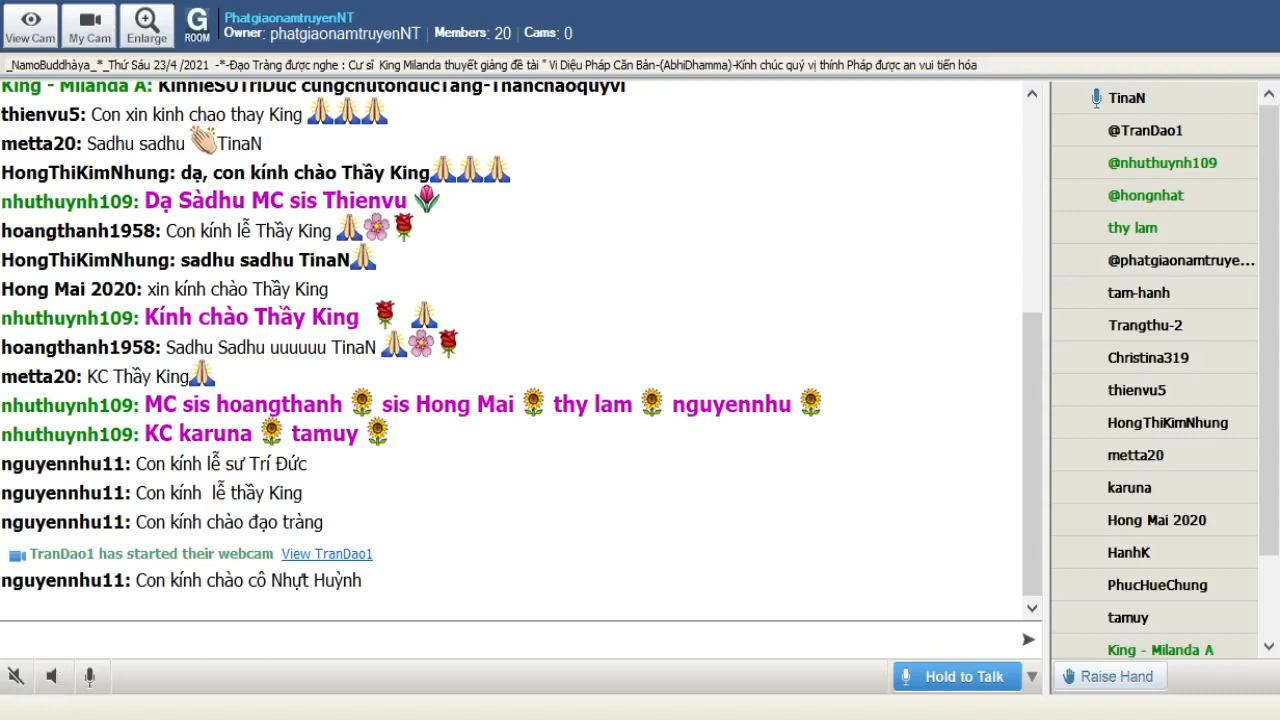 View Cam
My Cam
Enlarge
G
ROOM
PhatgiaonamtruyenNT
Owner: phatgiaonamtruyenNT | Members: 20 | Cams: 0
_NamoBuddhàya_*_Thứ Sáu 23/4 /2021 -*-Đạo Tràng được nghe : Cư sĩ King Milanda thuyết giảng đề tài " Vi Diệu Pháp Căn Bản-(AbhiDhamma)-Kính chúc quý vị thính Pháp được an vui tiến hóa
King - Milanda A: KinhleSUTriDuc cungchutonducTang-Thanchaoquyvi
thienvu5: Con xin kinh chao thay King 🙏🙏🙏
metta20: Sadhu sadhu 👏TinaN
HongThiKimNhung: dạ, con kính chào Thầy King🙏🙏🙏
nhuthuynh109: Dạ Sàdhu MC sis Thienvu 🌷
hoangthanh1958: Con kính lễ Thầy King 🙏🌸🌹
HongThiKimNhung: sadhu sadhu TinaN🙏
Hong Mai 2020: xin kính chào Thầy King
nhuthuynh109: Kính chào Thầy King 🌹 🙏
hoangthanh1958: Sadhu Sadhu uuuuuu TinaN 🙏🌸🌹
metta20: KC Thầy King🙏
nhuthuynh109: MC sis hoangthanh 🌻 sis Hong Mai 🌻 thy lam 🌻 nguyennhu 🌻
nhuthuynh109: KC karuna 🌻 tamuy 🌻
nguyennhu11: Con kính lễ sư Trí Đức
nguyennhu11: Con kính lễ thầy King
nguyennhu11: Con kính chào đạo tràng
TranDao1 has started their webcam View TranDao1
nguyennhu11: Con kính chào cô Nhựt Huỳnh
TinaN
@TranDao1
@nhuthuynh109
@hongnhat
thy lam
@phatgiaonamtruye...
tam-hanh
Trangthu-2
Christina319
thienvu5
HongThiKimNhung
metta20
karuna
Hong Mai 2020
HanhK
PhucHueChung
tamuy
King - Milanda A
Hold to Talk
Raise Hand